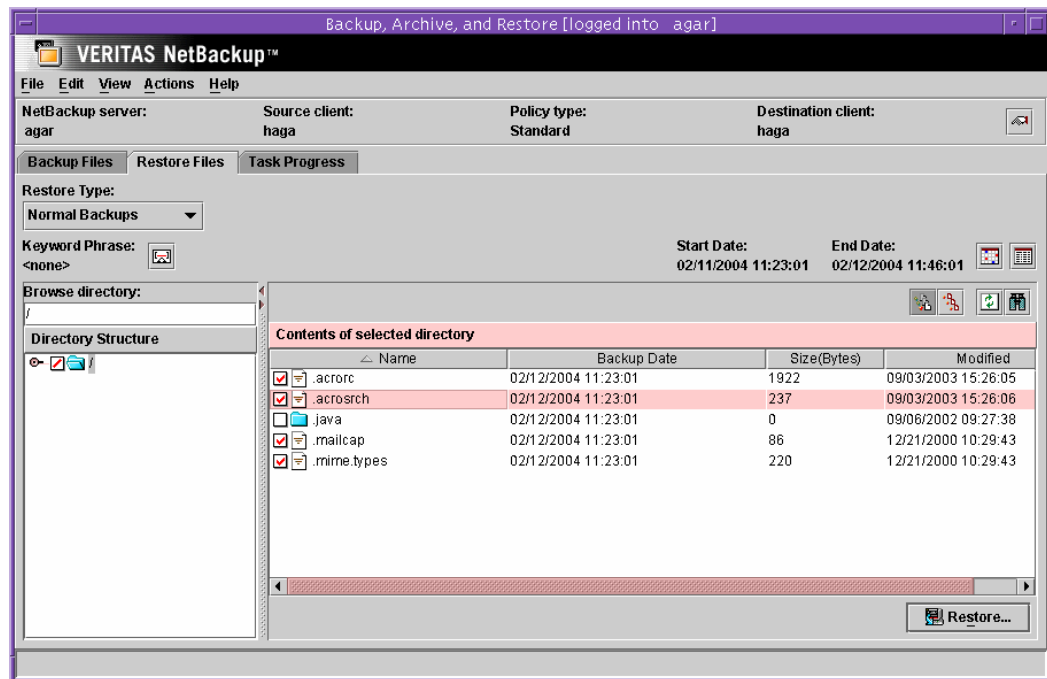 Backup, Archive, and Restore [logged into agar]
VERITAS NetBackup™
File Edit View Actions Help
NetBackup server: Source client: Policy type: Destination client:
agar haga Standard haga
Backup Files Restore Files Task Progress
Restore Type:
Normal Backups
Keyword Phrase: Start Date: End Date:
<none> 02/11/2004 11:23:01 02/12/2004 11:46:01
Browse directory:
/
Directory Structure
/
Contents of selected directory
Name Backup Date Size(Bytes) Modified
.acrorc 02/12/2004 11:23:01 1922 09/03/2003 15:26:05
.acrosrch 02/12/2004 11:23:01 237 09/03/2003 15:26:06
.java 02/12/2004 11:23:01 0 09/06/2002 09:27:38
.mailcap 02/12/2004 11:23:01 86 12/21/2000 10:29:43
.mime.types 02/12/2004 11:23:01 220 12/21/2000 10:29:43
Restore...